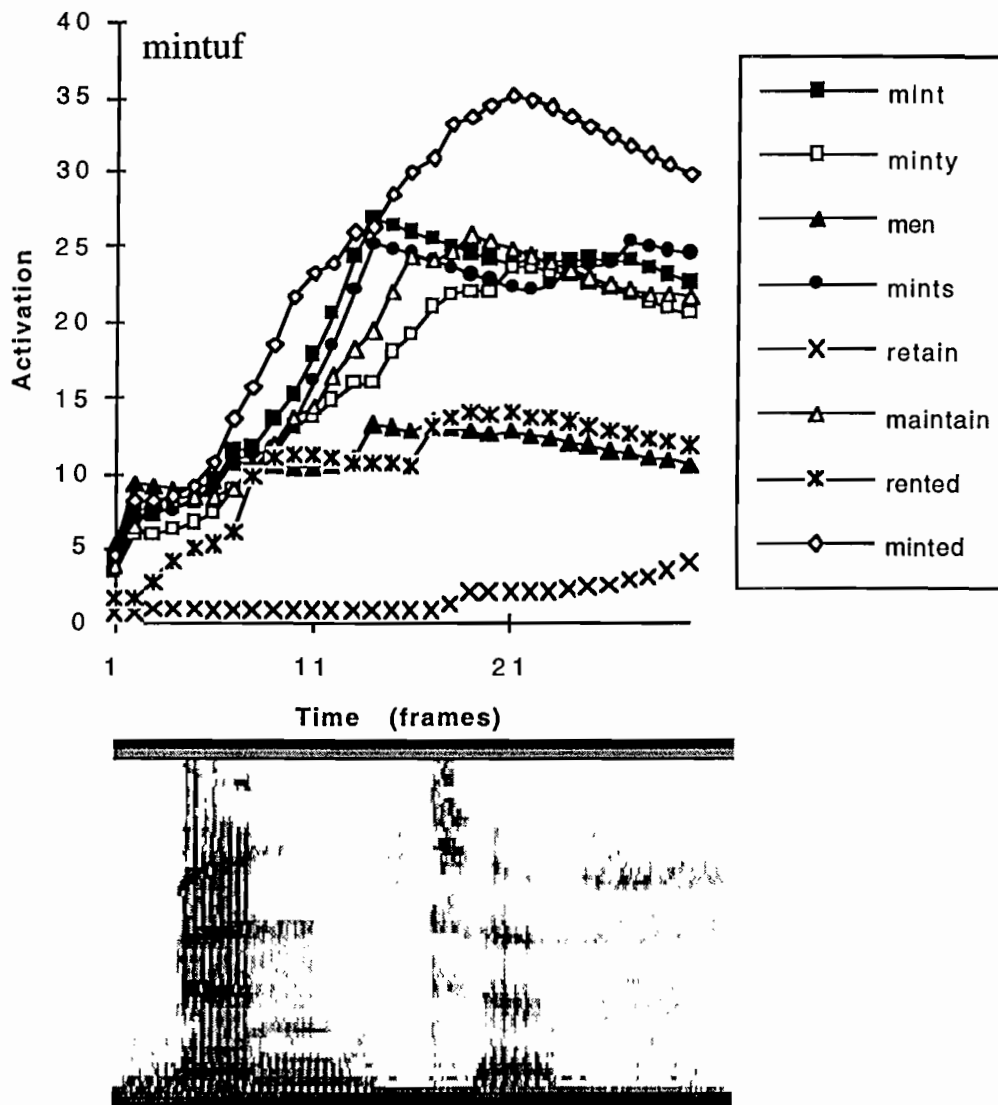 mintuf
40
35
30
25
20
15
10
5
0
Activation
1 11 21
Time (frames)
mint
minty
men
mints
retain
maintain
rented
minted